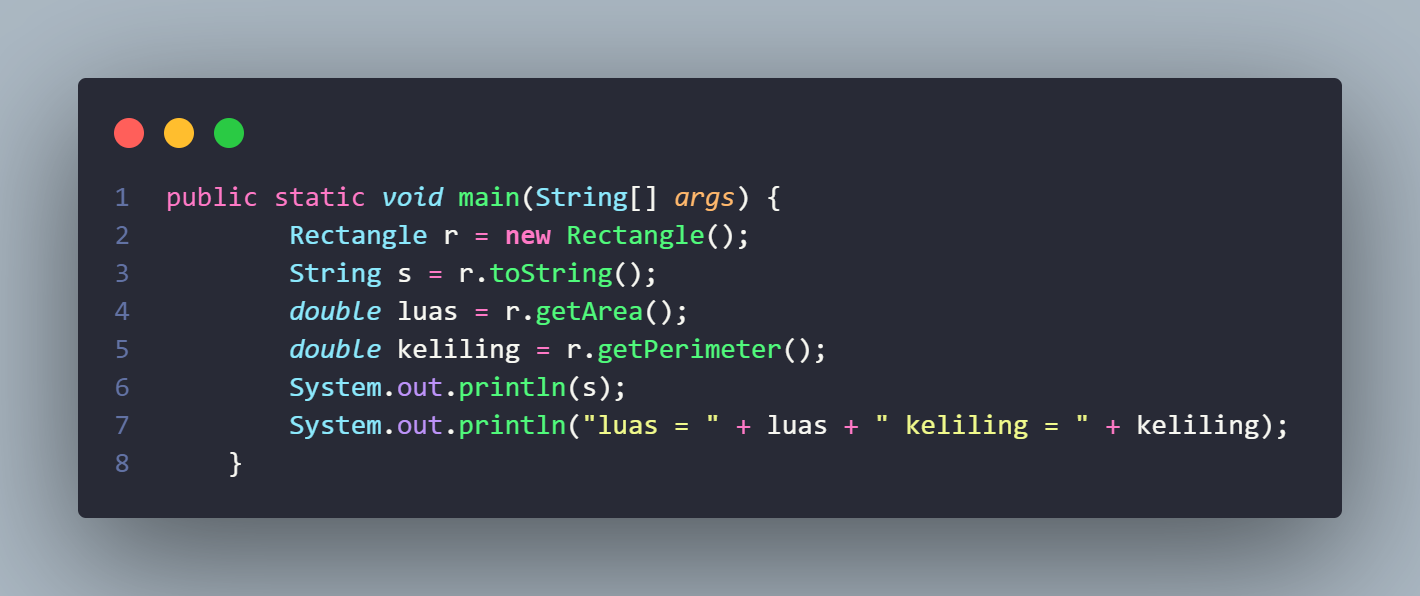 1 public static void main(String[] args) {
2 Rectangle r = new Rectangle();
3 String s = r.toString();
4 double luas = r.getArea();
5 double keliling = r.getPerimeter();
6 System.out.println(s);
7 System.out.println("luas = " + luas + " keliling = " + keliling);
8 }